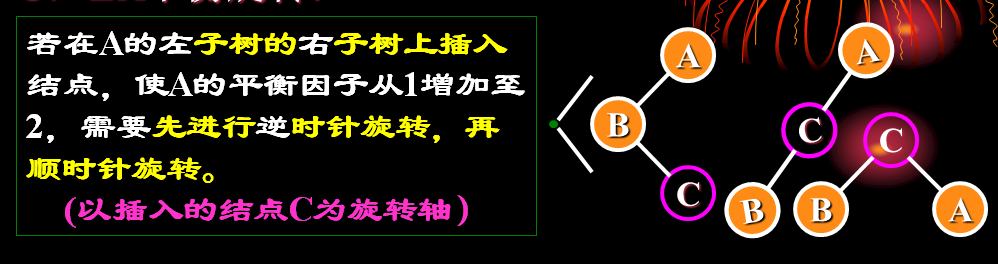 若在A的左子树的右子树上插入
结点，使A的平衡因子从1增加至
2，需要先进行逆时针旋转，再
顺时针旋转。
(以插入的结点C为旋转轴）
A
B
C
A
C
B
C
B
A